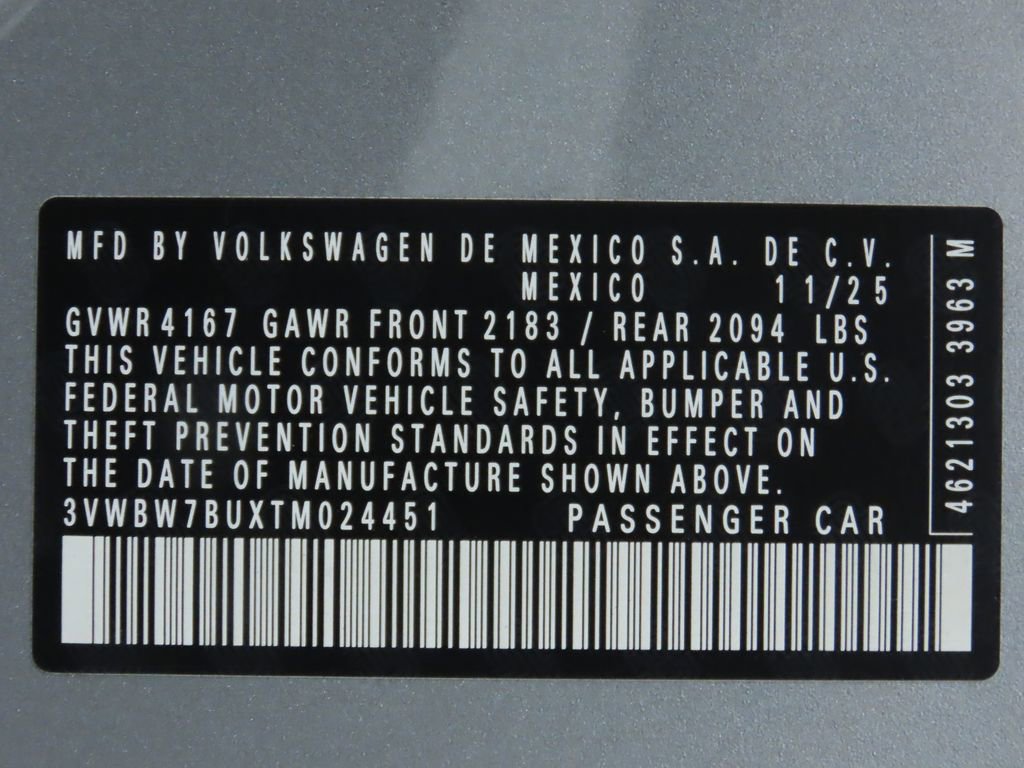 MFD BY VOLKSWAGEN DE MEXICO S.A. DE C.V.
MEXICO 11/25
GVWR 4167 GAWR FRONT 2183 / REAR 2094 LBS
THIS VEHICLE CONFORMS TO ALL APPLICABLE U.S.
FEDERAL MOTOR VEHICLE SAFETY, BUMPER AND
THEFT PREVENTION STANDARDS IN EFFECT ON
THE DATE OF MANUFACTURE SHOWN ABOVE.
3VWBW7BUXTM024451 PASSENGER CAR
4621303 3963 M